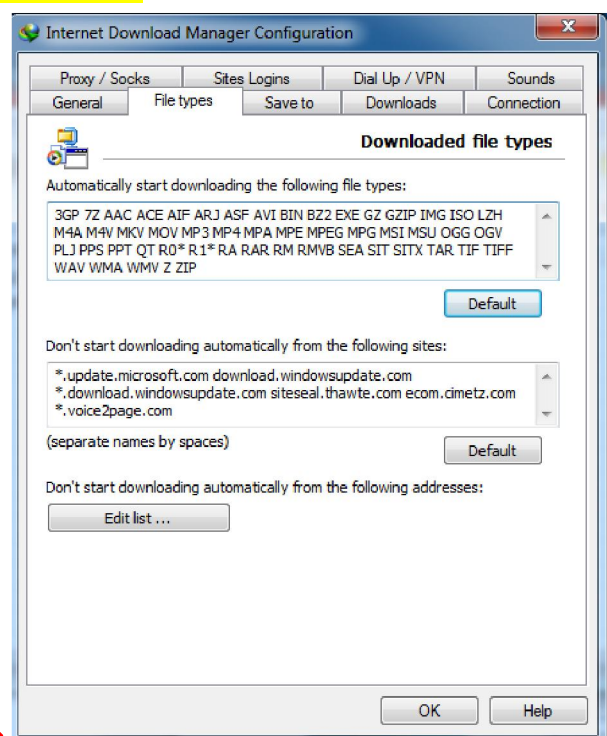 Internet Download Manager Configuration
Proxy / Socks Sites Logins Dial Up / VPN Sounds
General File types Save to Downloads Connection
Downloaded file types
Automatically start downloading the following file types:
3GP 7Z AAC ACE AIF ARJ ASF AVI BIN BZ2 EXE GZ GZIP IMG ISO LZH
M4A M4V MKV MOV MP3 MP4 MPA MPE MPEG MPG MSI MSU OGG OGV
PLJ PPS PPT QT R0* R1* RA RAR RM RMVB SEA SIT SITX TAR TIF TIFF
WAV WMA WMV Z ZIP
Default
Don't start downloading automatically from the following sites:
*.update.microsoft.com download.windowsupdate.com
*.download.windowsupdate.com siteseal.thawte.com ecom.cimetz.com
*.voice2page.com
(separate names by spaces)
Default
Don't start downloading automatically from the following addresses:
Edit list ...
OK Help